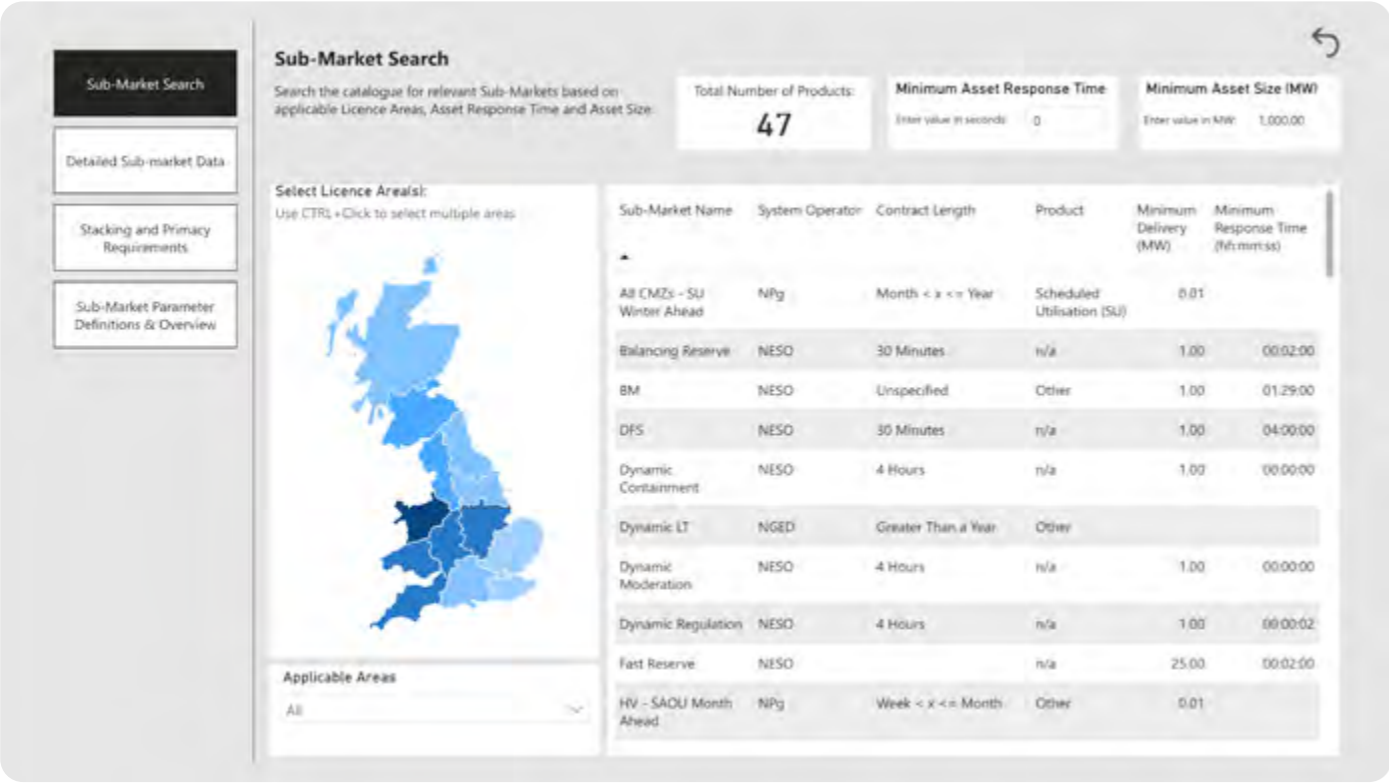 Sub-Market Search
Detailed Sub-market Data
Stacking and Primacy
Requirements
Sub-Market Parameter
Definitions & Overview
Sub-Market Search
Search the catalogue for relevant Sub-Markets based on
applicable Licence Areas, Asset Response Time and Asset Size
Total Number of Products:
47
Minimum Asset Response Time
Enter value in seconds: 0
Minimum Asset Size (MW)
Enter value in MW: 1,000.00
Select Licence Area(s):
Use CTRL+Click to select multiple areas
Applicable Areas
All
Sub-Market Name System Operator Contract Length Product Minimum Minimum
Delivery Response Time
(MW) (hh:mm:ss)
All CMZs - SU NPg Month < x <= Year Scheduled 0.01
Winter Ahead Utilisation (SU)
Balancing Reserve NESO 30 Minutes n/a 1.00 00:02:00
BM NESO Unspecified Other 1.00 01:29:00
DFS NESO 30 Minutes n/a 1.00 04:00:00
Dynamic NESO 4 Hours n/a 1.00 00:00:00
Containment
Dynamic LT NGED Greater Than a Year Other
Dynamic NESO 4 Hours n/a 1.00 00:00:00
Moderation
Dynamic Regulation NESO 4 Hours n/a 1.00 00:00:02
Fast Reserve NESO n/a 25.00 00:02:00
HV - SAOU Month NPg Week < x <= Month Other 0.01
Ahead